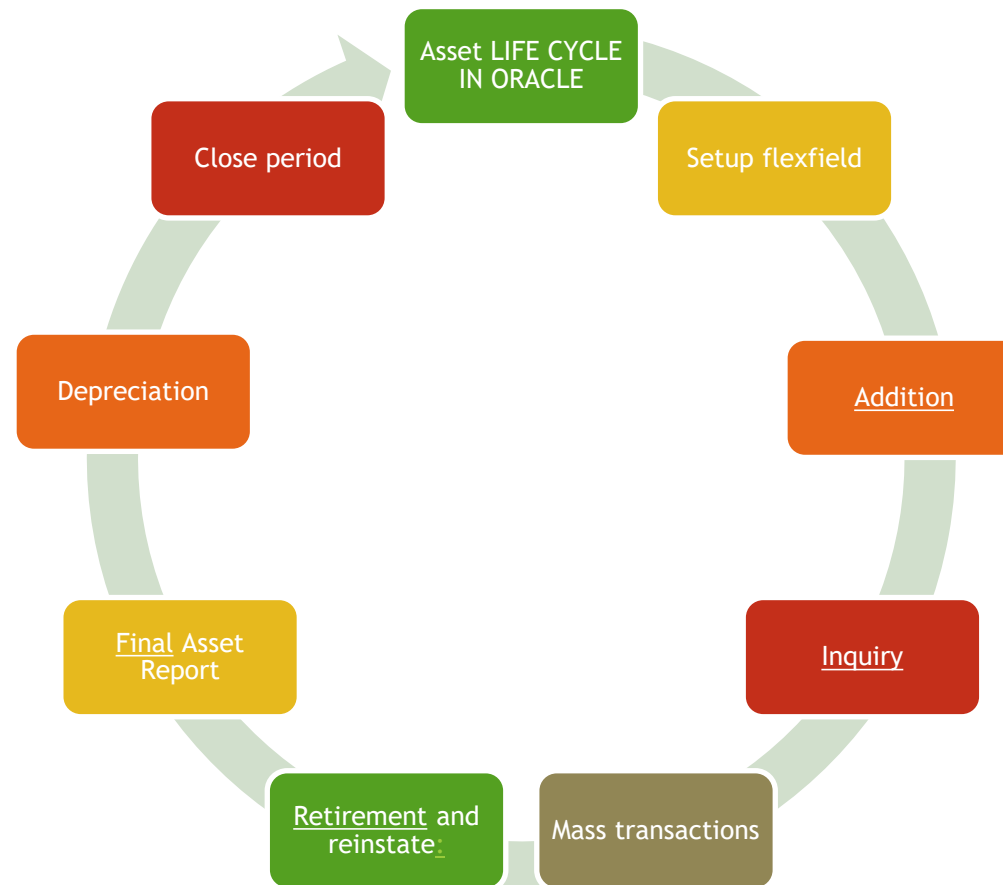 Asset LIFE CYCLE
IN ORACLE
Setup flexfield
Addition
Inquiry
Mass transactions
Retirement and
reinstate:
Final Asset
Report
Depreciation
Close period